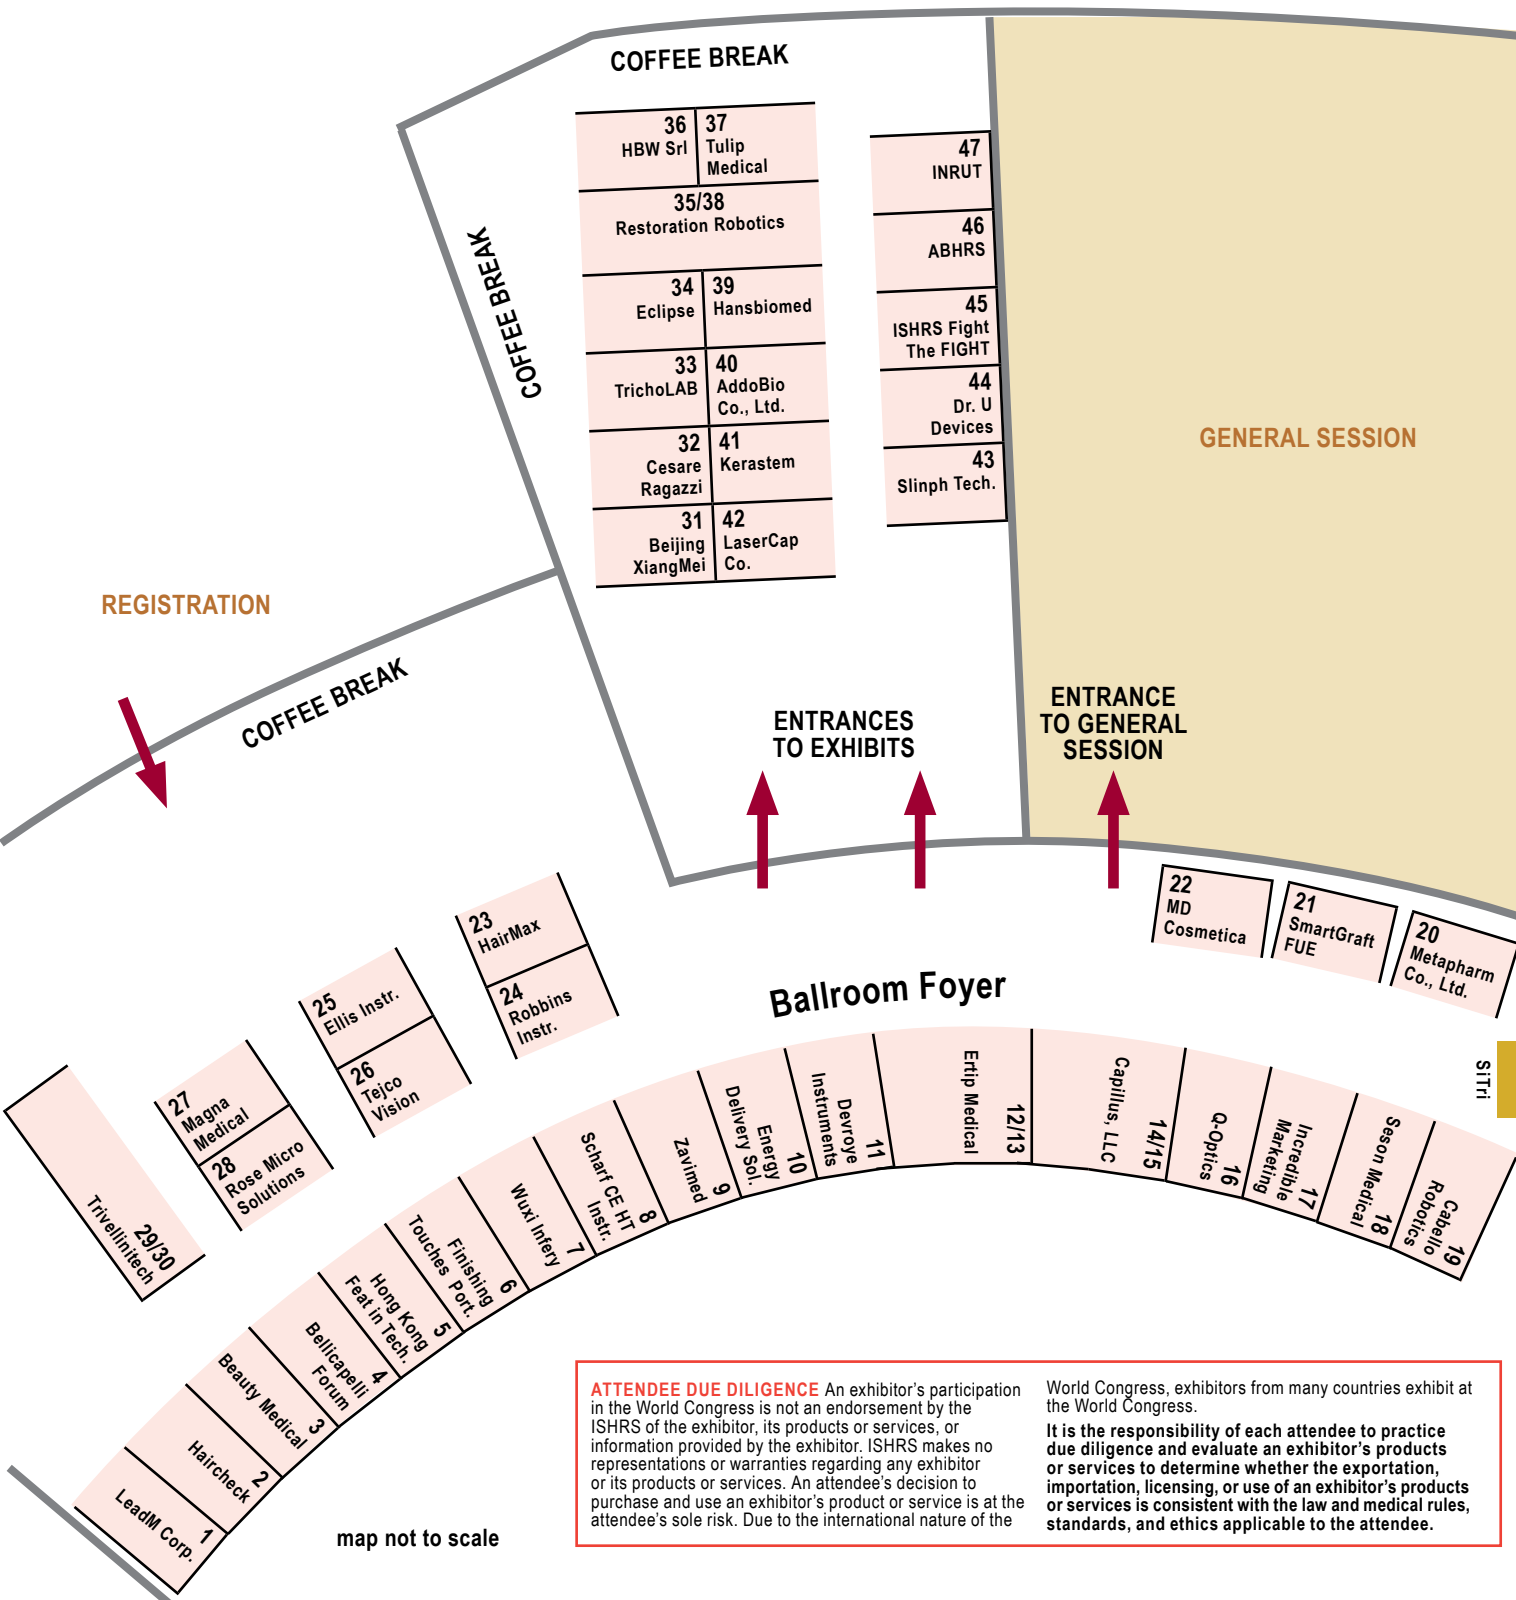 COFFEE BREAK
36
HBW Srl
37
Tulip
Medical
35/38
Restoration Robotics
34
Eclipse
39
Hansbiomed
33
TrichoLAB
40
AddoBio
Co., Ltd.
32
Cesare
Ragazzi
41
Kerastem
31
Beijing
XiangMei
42
LaserCap
Co.
47
INRUT
46
ABHRS
45
ISHRS Fight
The FIGHT
44
Dr. U
Devices
43
Slinph Tech.
COFFEE BREAK
GENERAL SESSION
REGISTRATION
COFFEE BREAK
ENTRANCES
TO EXHIBITS
ENTRANCE
TO GENERAL
SESSION
22
MD
Cosmetica
21
SmartGraft
FUE
20
Metapharm
Co., Ltd.
23
HairMax
24
Robbins
Instr.
25
Ellis Instr.
26
Tejco
Vision
27
Magna
Medical
28
Rose Micro
Solutions
29/30
Trivellinitech
Ballroom Foyer
SiTri
LeadM Corp.
1
Haircheck
2
Beauty Medical
3
Bellicapelli
Forum
4
Hong Kong
Feat in Tech.
5
Finishing
Touches Port.
6
Wuxi Infery
7
Scharf CE HT
Instr.
8
Zavimed
9
Energy
Delivery Sol.
10
Devroye
Instruments
11
Ertip Medical
12/13
Capillus, LLC
14/15
Q-Optics
16
Incredible
Marketing
17
Seson Medical
18
Cabello
Robotics
19
ATTENDEE DUE DILIGENCE An exhibitor's participation
in the World Congress is not an endorsement by the
ISHRS of the exhibitor, its products or services, or
information provided by the exhibitor. ISHRS makes no
representations or warranties regarding any exhibitor
or its products or services. An attendee's decision to
purchase and use an exhibitor's product or service is at the
attendee's sole risk. Due to the international nature of the
World Congress, exhibitors from many countries exhibit at
the World Congress.
It is the responsibility of each attendee to practice
due diligence and evaluate an exhibitor's products
or services to determine whether the exportation,
importation, licensing, or use of an exhibitor's products
or services is consistent with the law and medical rules,
standards, and ethics applicable to the attendee.
map not to scale